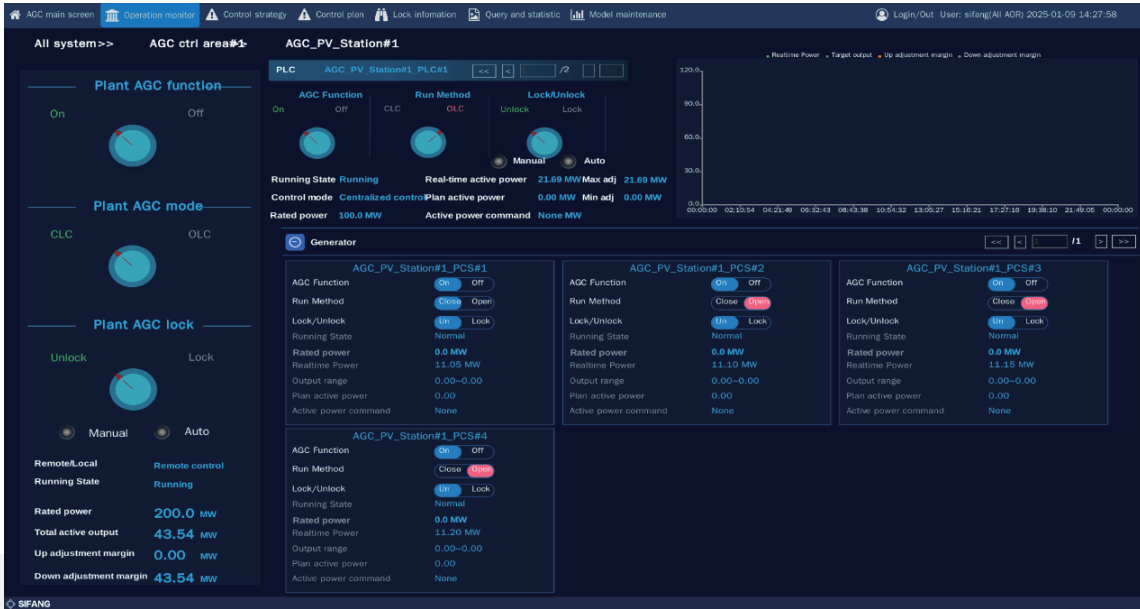 AGC main screen Operation monitor Control strategy Control plan Lock infomation Query and statistic Model maintenance Login/Out User: sifang(All AOR) 2025-01-09 14:27:58
All system>> AGC ctrl area#1- AGC_PV_Station#1
Plant AGC function
On Off
Plant AGC mode
CLC OLC
Plant AGC lock
Unlock Lock
Manual Auto
Remote/Local Remote control
Running State Running
Rated power 200.0 MW
Total active output 43.54 MW
Up adjustment margin 0.00 MW
Down adjustment margin 43.54 MW
PLC AGC_PV_Station#1_PLC#1 << < 1 /2
AGC Function Run Method Lock/Unlock
On Off CLC OLC Unlock Lock
Manual Auto
Running State Running Real-time active power 21.69 MW Max adj 21.69 MW
Control mode Centralized control Plan active power 0.00 MW Min adj 0.00 MW
Rated power 100.0 MW Active power command None MW
Realtime Power Target output Up adjustment margin Down adjustment margin
120.0
90.0
60.0
30.0
0.0
00:00:00 02:10:54 04:21:49 06:32:43 08:43:38 10:54:32 13:05:27 15:16:21 17:27:16 19:38:10 21:49:05 00:00:00
Generator << < 1 /1 > >>
AGC_PV_Station#1_PCS#1
AGC Function On Off
Run Method Close Open
Lock/Unlock Un Lock
Running State Normal
Rated power 0.0 MW
Realtime Power 11.05 MW
Output range 0.00~0.00
Plan active power 0.00
Active power command None
AGC_PV_Station#1_PCS#2
AGC Function On Off
Run Method Close Open
Lock/Unlock Un Lock
Running State Normal
Rated power 0.0 MW
Realtime Power 11.10 MW
Output range 0.00~0.00
Plan active power 0.00
Active power command None
AGC_PV_Station#1_PCS#3
AGC Function On Off
Run Method Close Open
Lock/Unlock Un Lock
Running State Normal
Rated power 0.0 MW
Realtime Power 11.15 MW
Output range 0.00~0.00
Plan active power 0.00
Active power command None
AGC_PV_Station#1_PCS#4
AGC Function On Off
Run Method Close Open
Lock/Unlock Un Lock
Running State Normal
Rated power 0.0 MW
Realtime Power 11.20 MW
Output range 0.00~0.00
Plan active power 0.00
Active power command None
SIFANG